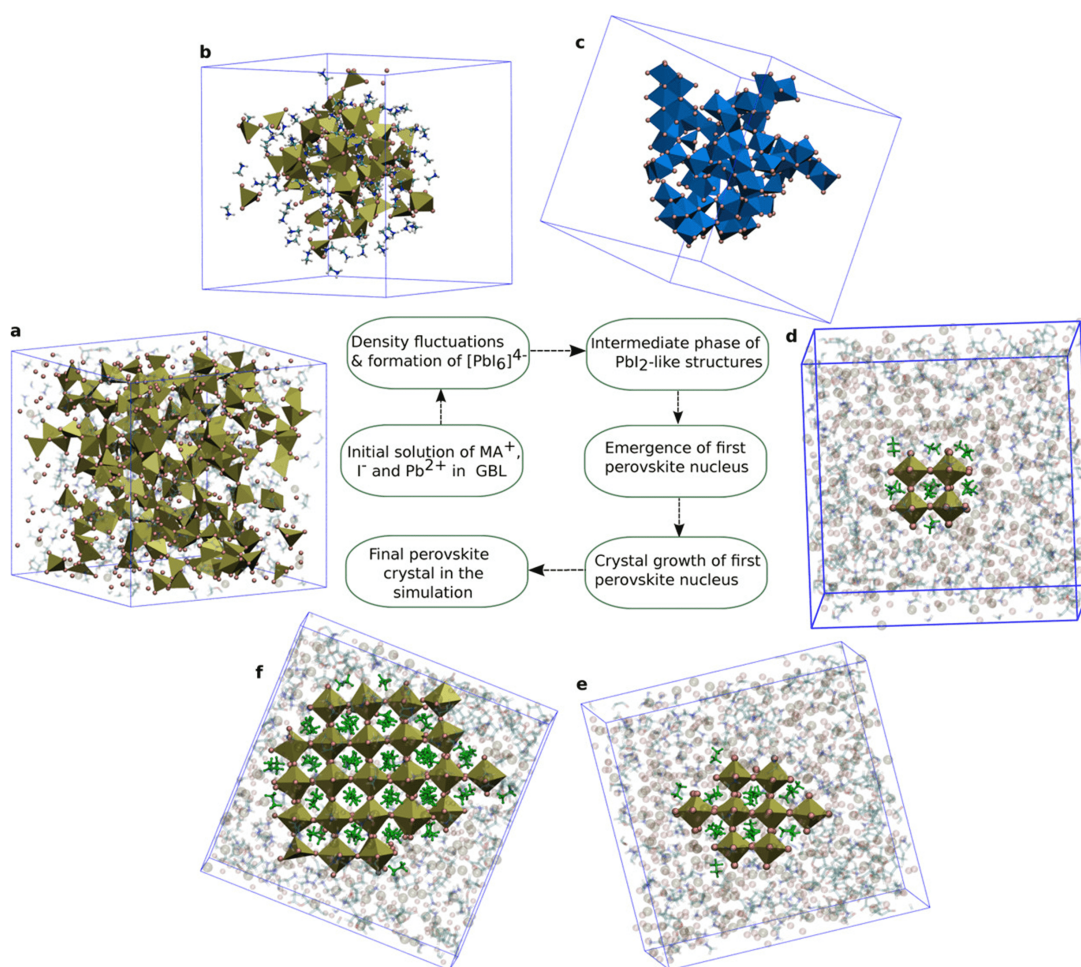 b
c
a
Density fluctuations
& formation of [PbI6]4-
Intermediate phase of
PbI2-like structures
d
Initial solution of MA+,
I- and Pb2+ in GBL
Emergence of first
perovskite nucleus
Final perovskite
crystal in the
simulation
Crystal growth of first
perovskite nucleus
f
e